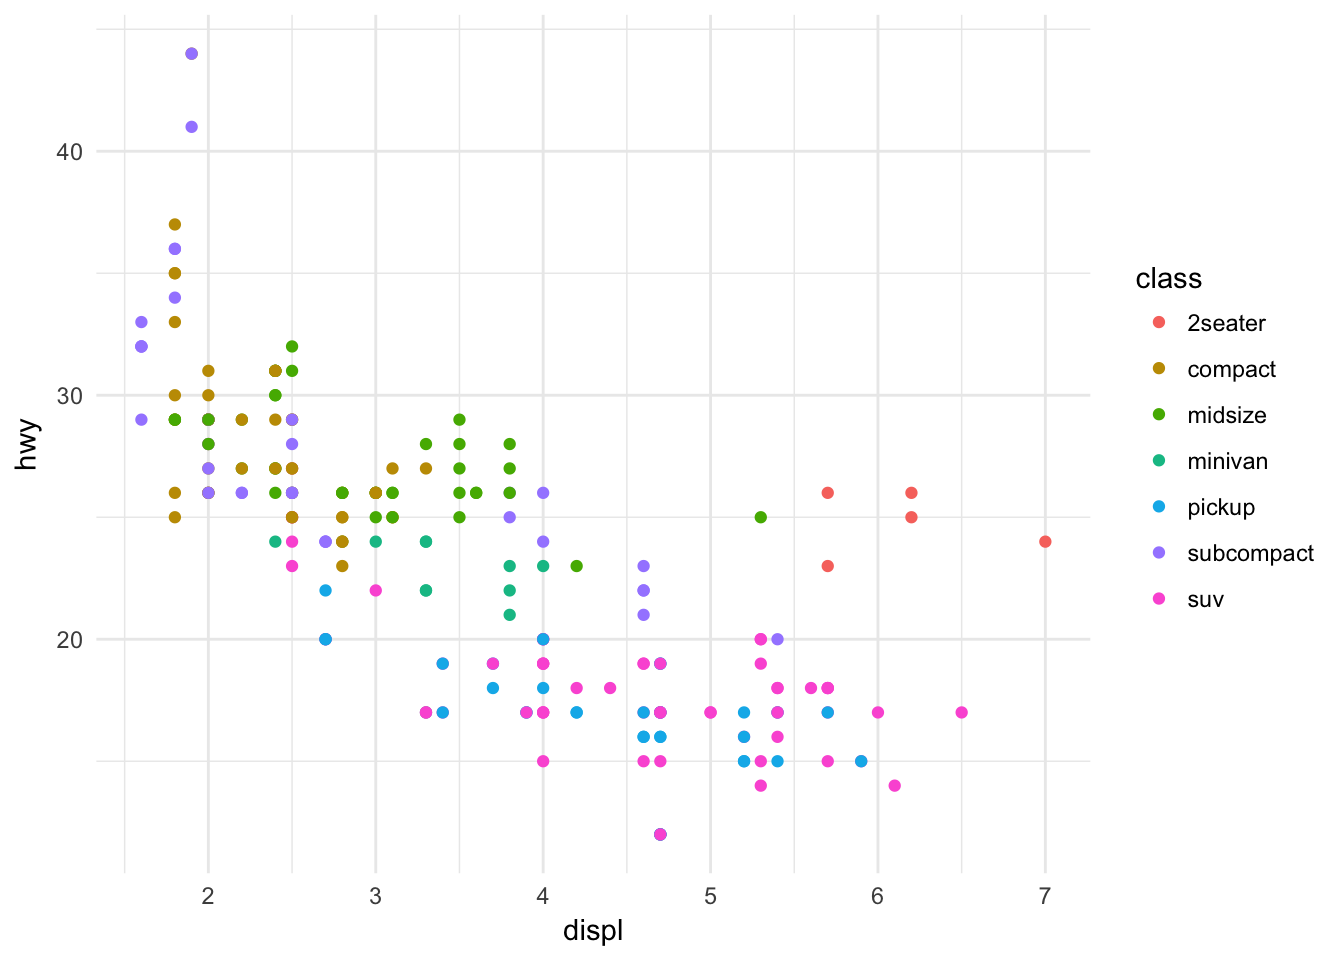 40
30
20
hwy
2
3
4
5
6
7
displ
class
2seater
compact
midsize
minivan
pickup
subcompact
suv